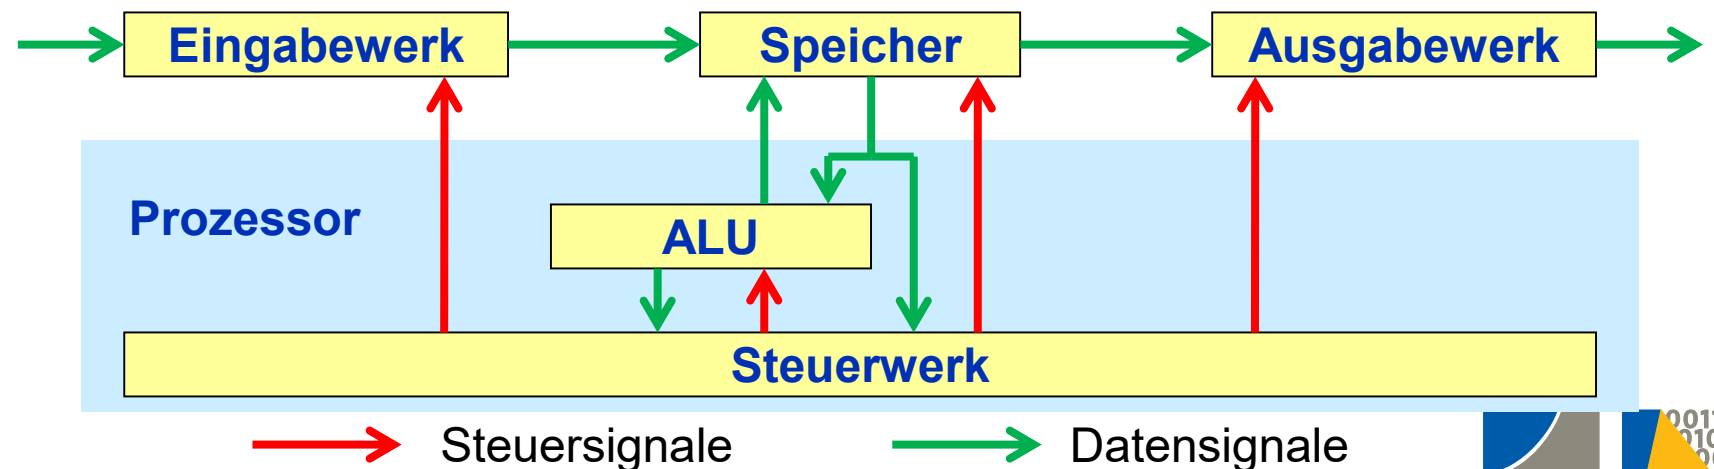 Eingabewerk Speicher Ausgabewerk
Prozessor
ALU
Steuerwerk
Steuersignale Datensignale